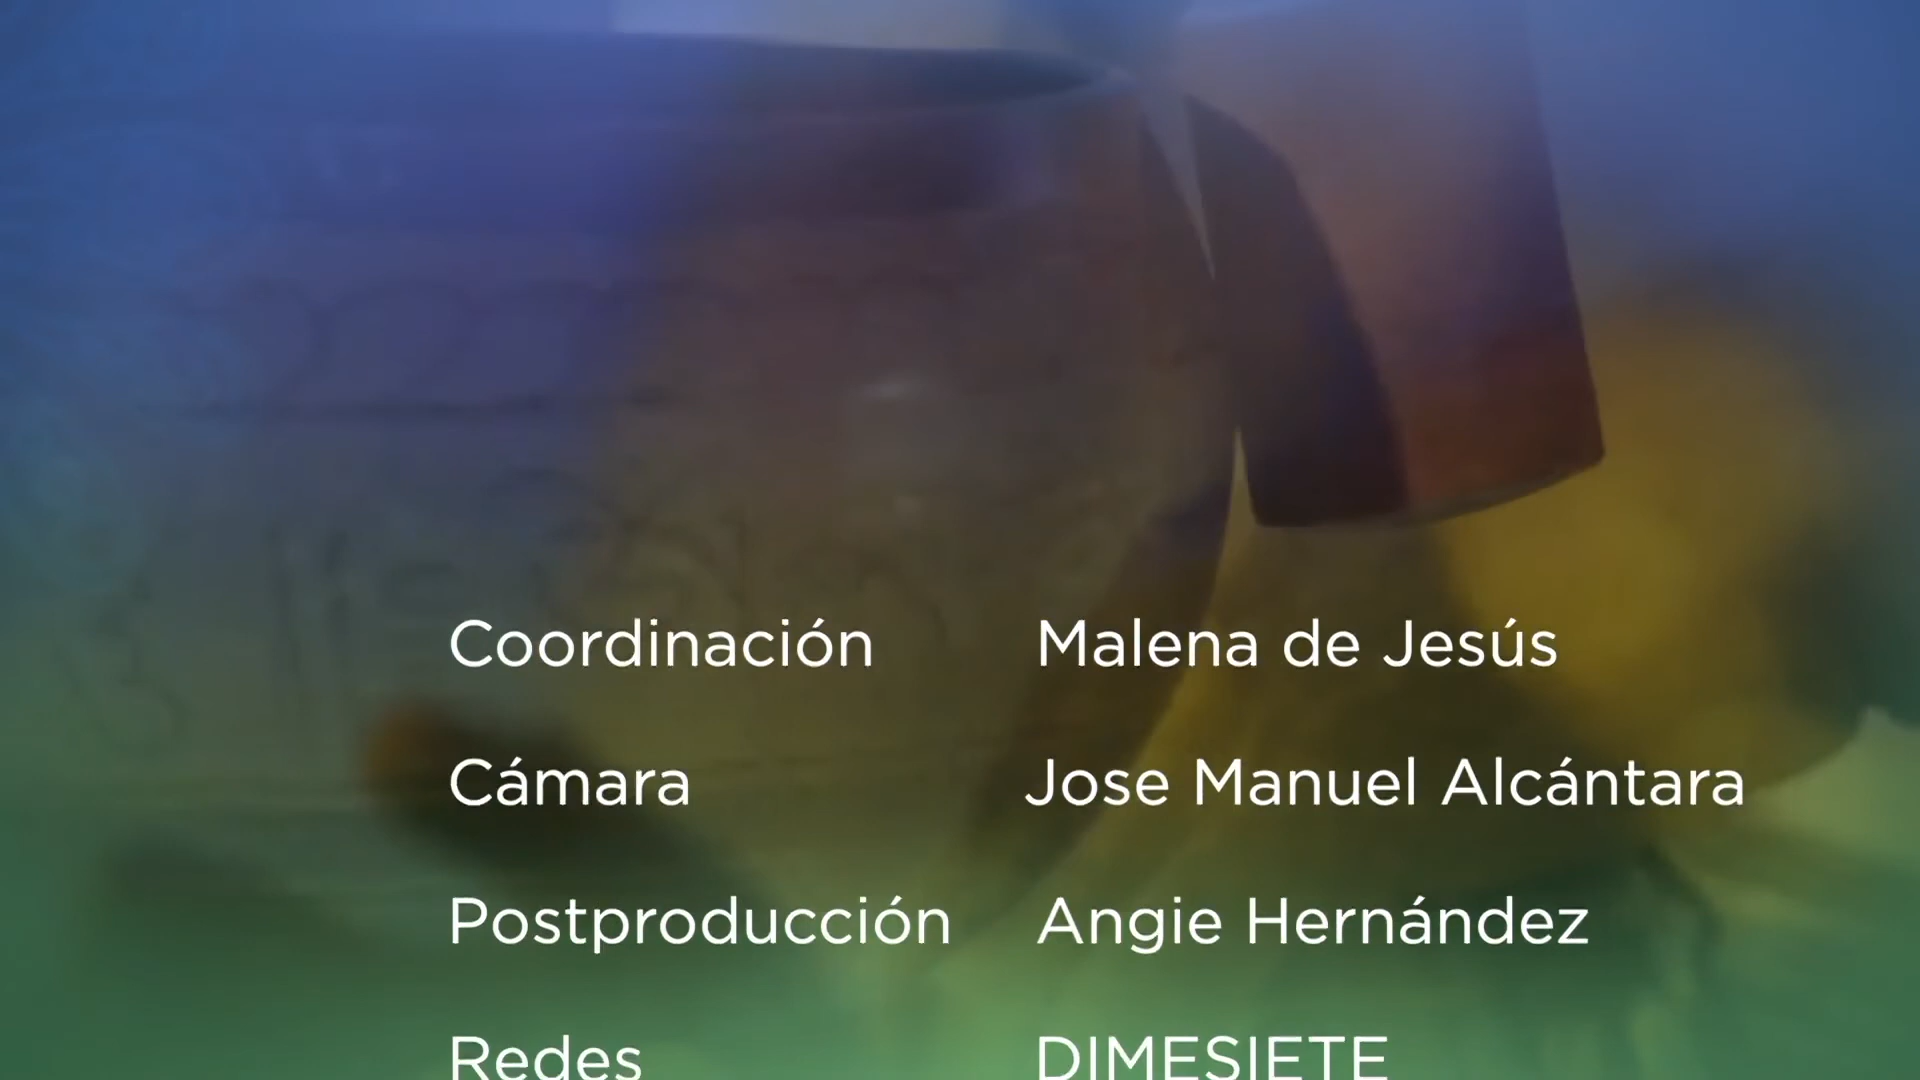 Coordinación Malena de Jesús
Cámara Jose Manuel Alcántara
Postproducción Angie Hernández
Redes DIMESIETE